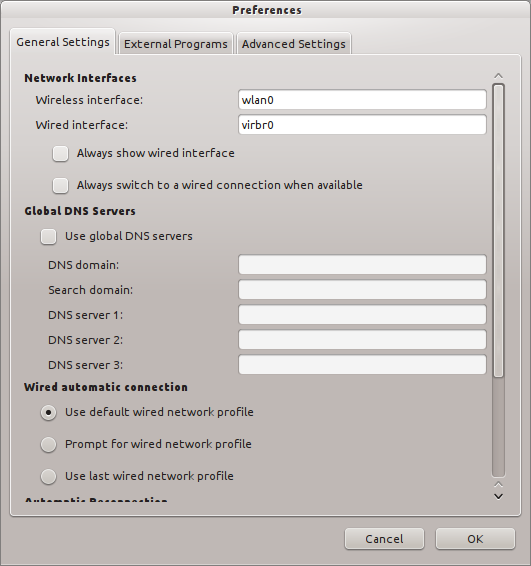 Preferences
General Settings External Programs Advanced Settings
Network Interfaces
Wireless interface: wlan0
Wired interface: virbr0
Always show wired interface
Always switch to a wired connection when available
Global DNS Servers
Use global DNS servers
DNS domain:
Search domain:
DNS server 1:
DNS server 2:
DNS server 3:
Wired automatic connection
Use default wired network profile
Prompt for wired network profile
Use last wired network profile
Automatic Reconnection
Cancel OK